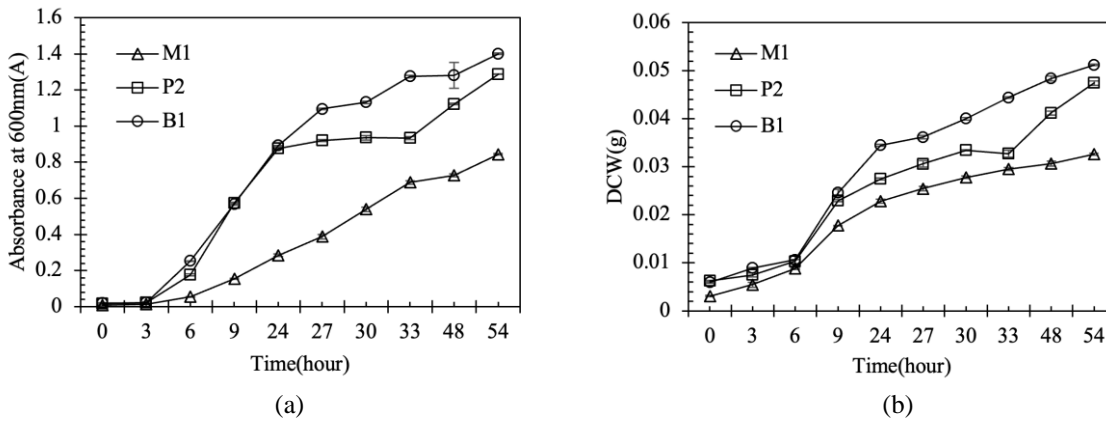 1.6
1.4
1.2
1
0.8
0.6
0.4
0.2
0
Absorbance at 600nm(A)
M1
P2
B1
0 3 6 9 24 27 30 33 48 54
Time(hour)
(a)
0.06
0.05
0.04
0.03
0.02
0.01
0
DCW(g)
M1
P2
B1
0 3 6 9 24 27 30 33 48 54
Time(hour)
(b)